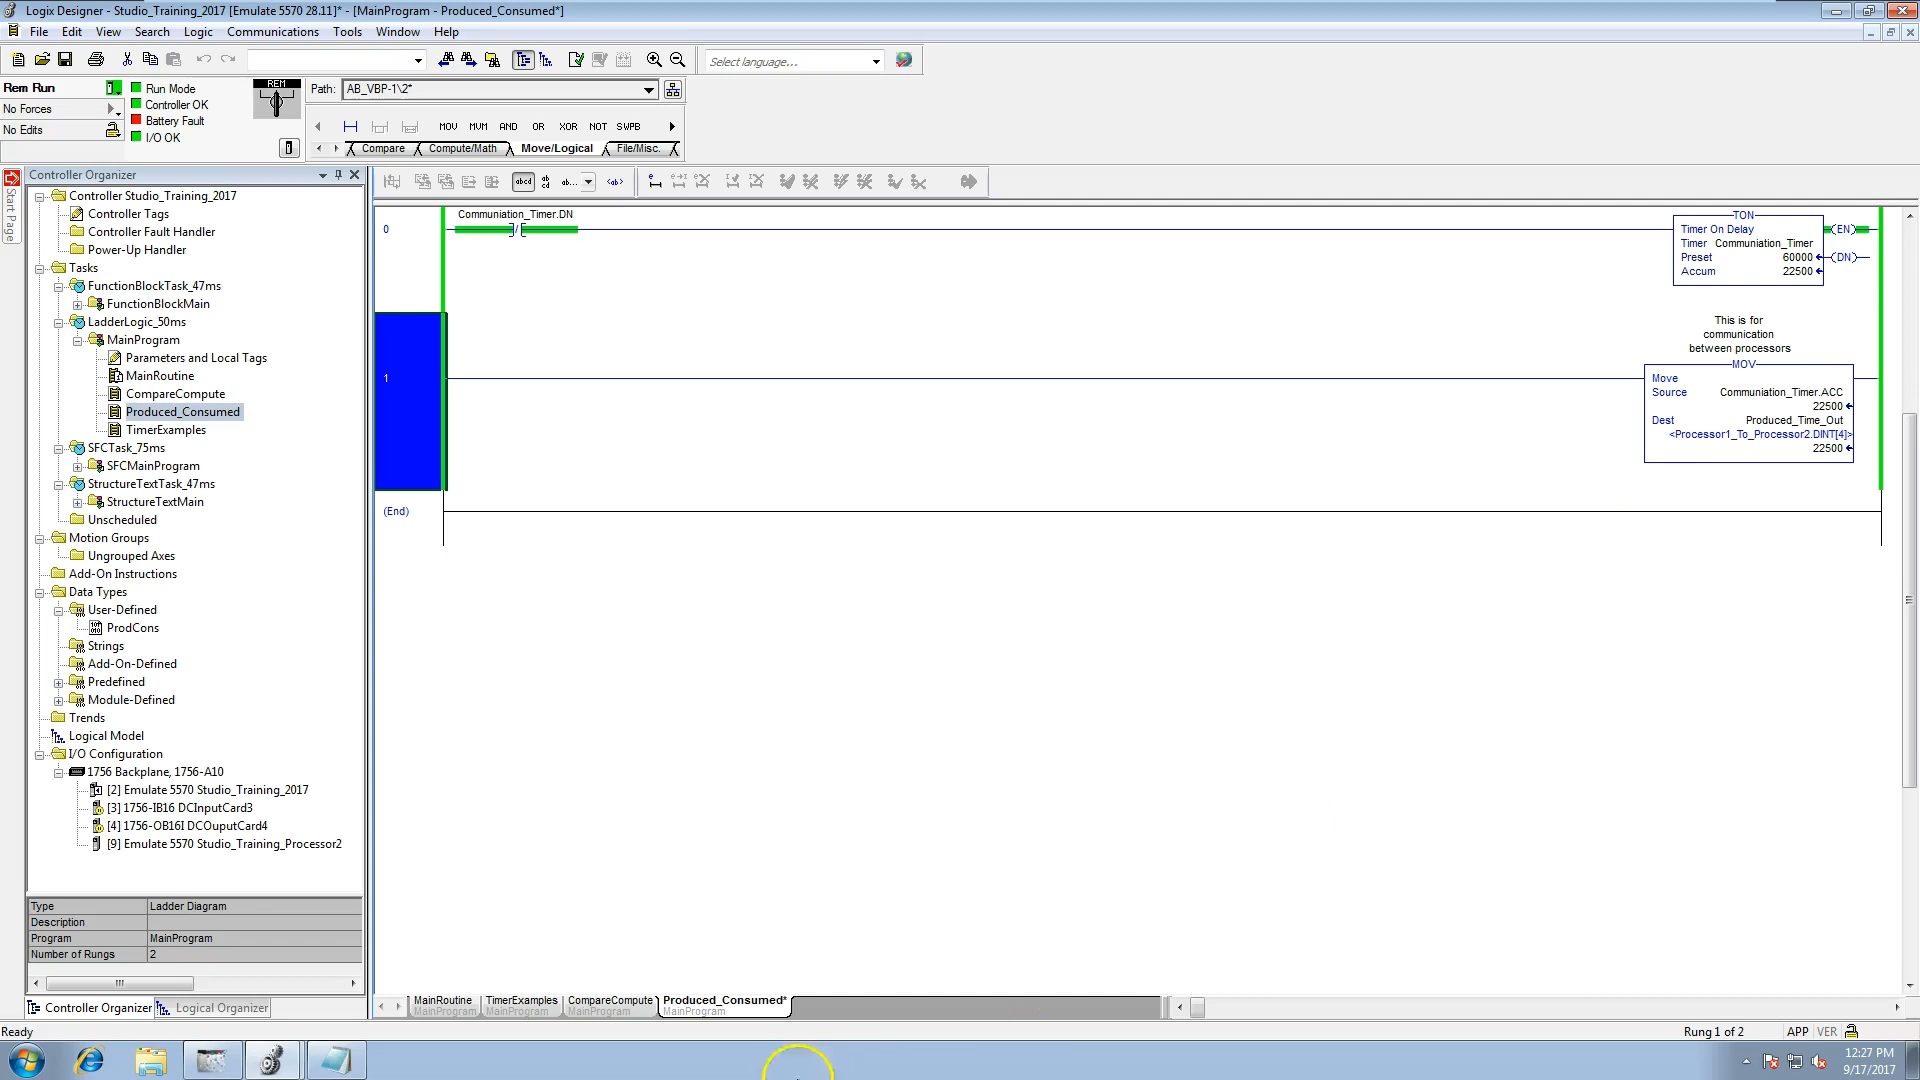 Logix Designer - Studio_Training_2017 [Emulate 5570 28.11]* - [MainProgram - Produced_Consumed*]
File Edit View Search Logic Communications Tools Window Help
Select language...
Rem Run
No Forces
No Edits
Run Mode
Controller OK
Battery Fault
I/O OK
REM
Path: AB_VBP-1\2*
MOV MVM AND OR XOR NOT SWPB
Compare Compute/Math Move/Logical File/Misc.
Start Page
Controller Organizer
Controller Studio_Training_2017
Controller Tags
Controller Fault Handler
Power-Up Handler
Tasks
FunctionBlockTask_47ms
FunctionBlockMain
LadderLogic_50ms
MainProgram
Parameters and Local Tags
MainRoutine
CompareCompute
Produced_Consumed
TimerExamples
SFCTask_75ms
SFCMainProgram
StructureTextTask_47ms
StructureTextMain
Unscheduled
Motion Groups
Ungrouped Axes
Add-On Instructions
Data Types
User-Defined
ProdCons
Strings
Add-On-Defined
Predefined
Module-Defined
Trends
Logical Model
I/O Configuration
1756 Backplane, 1756-A10
[2] Emulate 5570 Studio_Training_2017
[3] 1756-IB16 DCInputCard3
[4] 1756-OB16I DCOuputCard4
[9] Emulate 5570 Studio_Training_Processor2
Type Ladder Diagram
Description
Program MainProgram
Number of Rungs 2
Controller Organizer Logical Organizer
abcd ab cd ab... <ab>
0
Communiation_Timer.DN
TON
Timer On Delay
Timer Communiation_Timer
Preset 60000
Accum 22500
EN
DN
1
This is for
communication
between processors
MOV
Move
Source Communiation_Timer.ACC
22500
Dest Produced_Time_Out
<Processor1_To_Processor2.DINT[4]>
22500
(End)
MainRoutine MainProgram
TimerExamples MainProgram
CompareCompute MainProgram
Produced_Consumed* MainProgram
Ready
Rung 1 of 2 APP VER
12:27 PM
9/17/2017